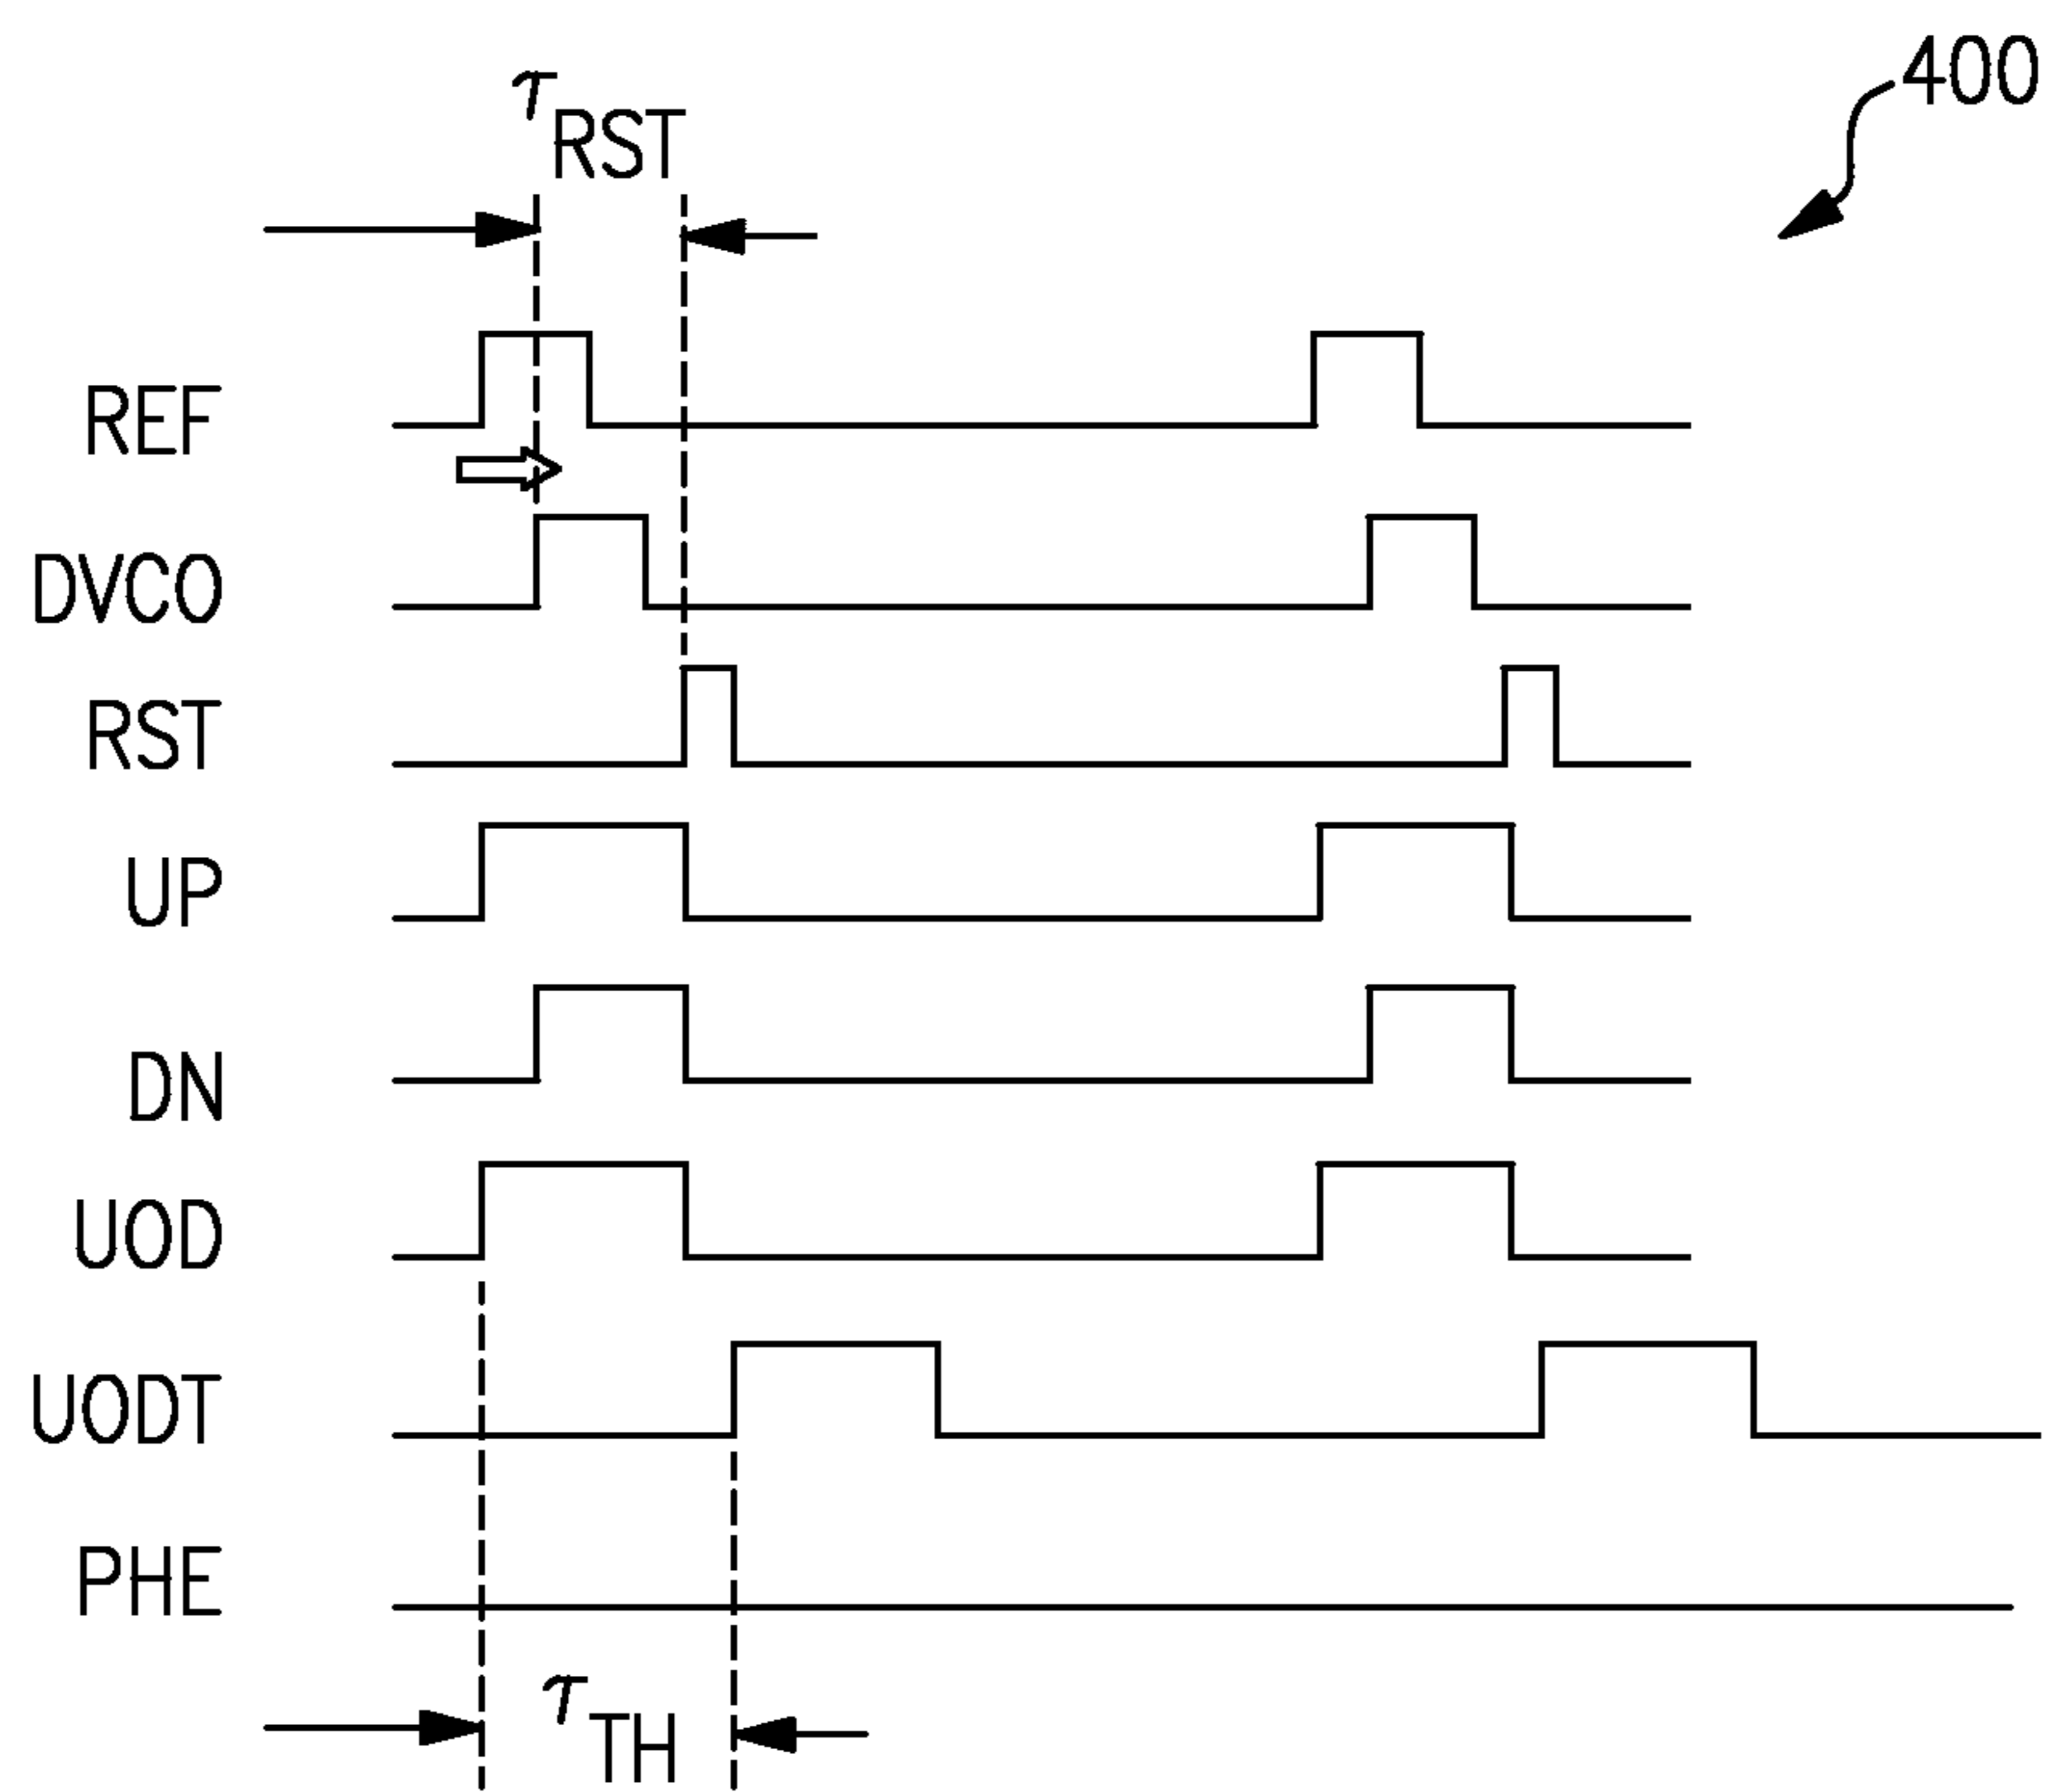 400
τRST
REF
DVCO
RST
UP
DN
UOD
UODT
PHE
τTH